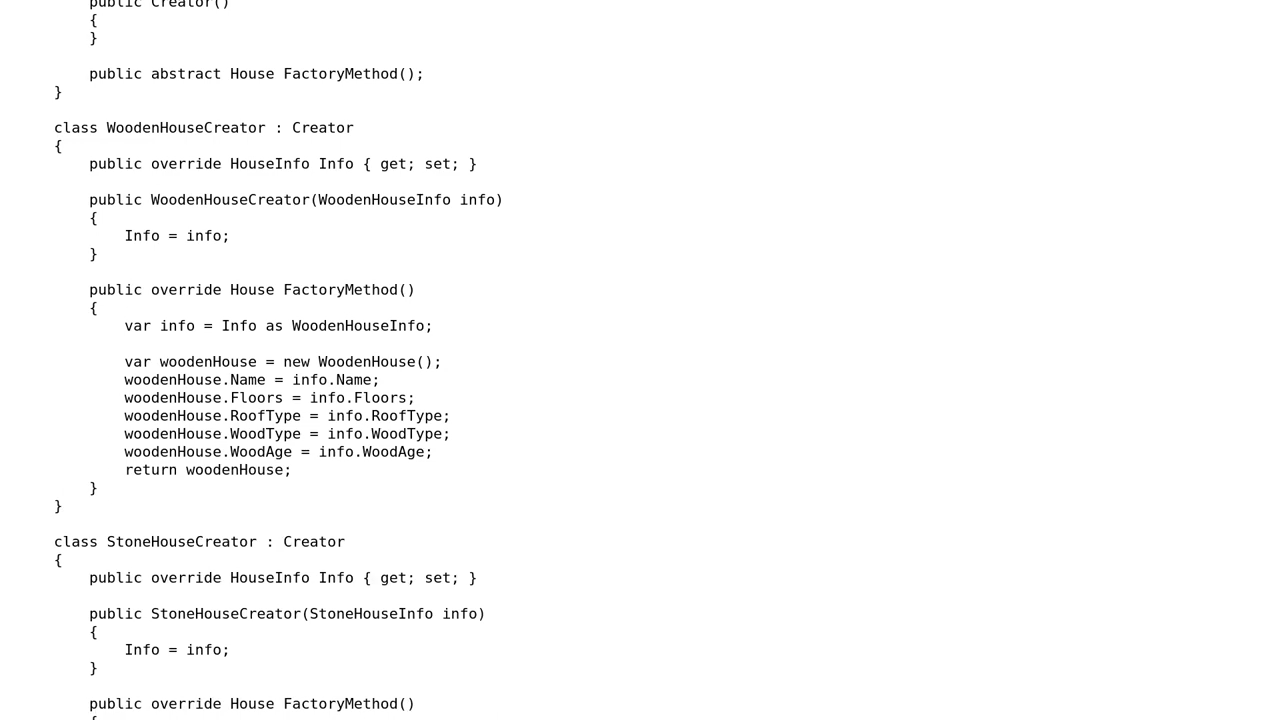 public Creator()
{
}
public abstract House FactoryMethod();
}
class WoodenHouseCreator : Creator
{
public override HouseInfo Info { get; set; }
public WoodenHouseCreator(WoodenHouseInfo info)
{
Info = info;
}
public override House FactoryMethod()
{
var info = Info as WoodenHouseInfo;
var woodenHouse = new WoodenHouse();
woodenHouse.Name = info.Name;
woodenHouse.Floors = info.Floors;
woodenHouse.RoofType = info.RoofType;
woodenHouse.WoodType = info.WoodType;
woodenHouse.WoodAge = info.WoodAge;
return woodenHouse;
}
}
class StoneHouseCreator : Creator
{
public override HouseInfo Info { get; set; }
public StoneHouseCreator(StoneHouseInfo info)
{
Info = info;
}
public override House FactoryMethod()
{